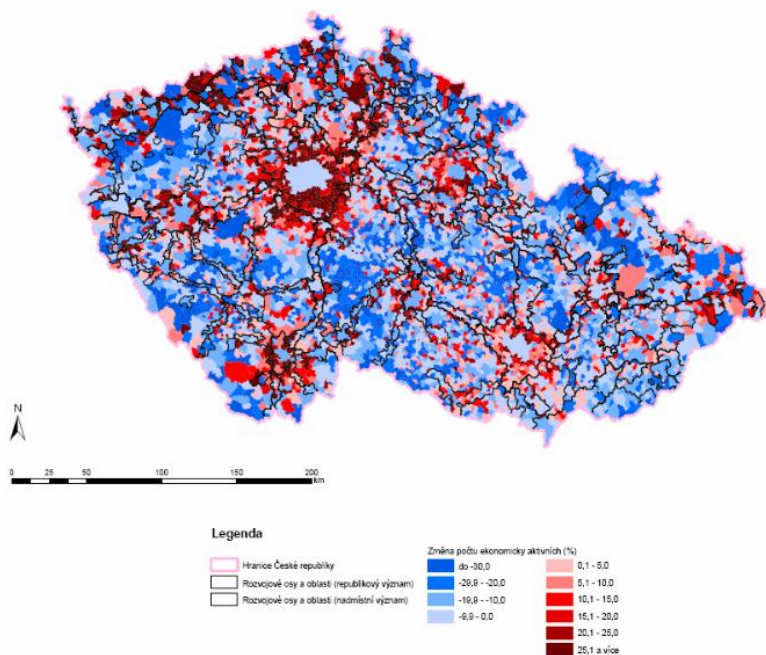 N
0 25 50 100 150 200
km
Legenda
Hranice České republiky
Rozvojové osy a oblasti (republikový význam)
Rozvojové osy a oblasti (nadmístní význam)
Změna počtu ekonomicky aktivních (%)
do -30,0
-29,9 - -20,0
-19,9 - -10,0
-9,9 - 0,0
0,1 - 5,0
5,1 - 10,0
10,1 - 15,0
15,1 - 20,0
20,1 - 25,0
25,1 a více